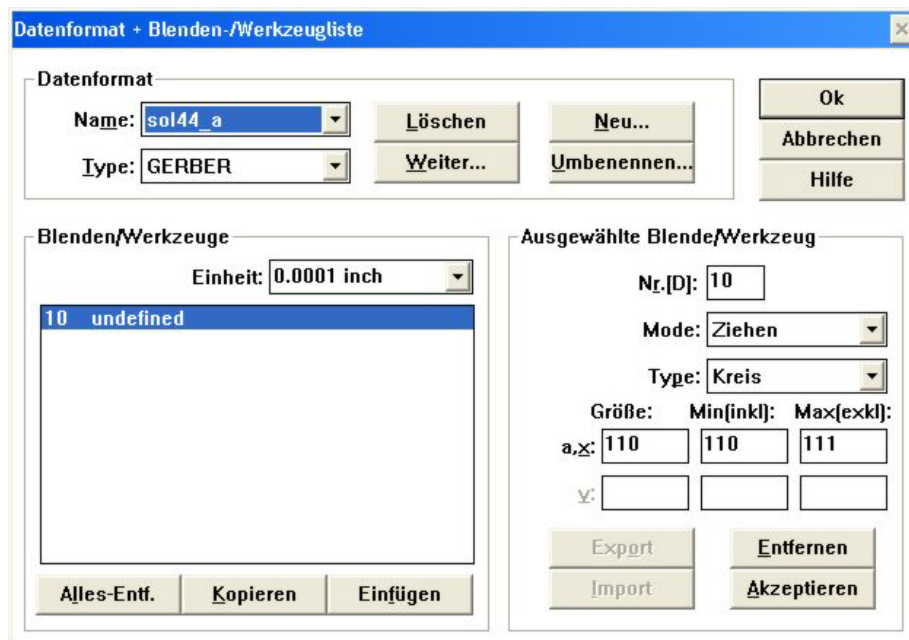 Datenformat + Blenden-/Werkzeugliste
Datenformat
Name: sol44_a
Löschen
Neu...
Type: GERBER
Weiter...
Umbenennen...
Ok
Abbrechen
Hilfe
Blenden/Werkzeuge
Einheit: 0.0001 inch
10 undefined
Alles-Entf.
Kopieren
Einfügen
Ausgewählte Blende/Werkzeug
Nr.[D]: 10
Mode: Ziehen
Type: Kreis
Größe: Min(inkl): Max(exkl):
a,x: 110 110 111
y:
Export
Entfernen
Import
Akzeptieren